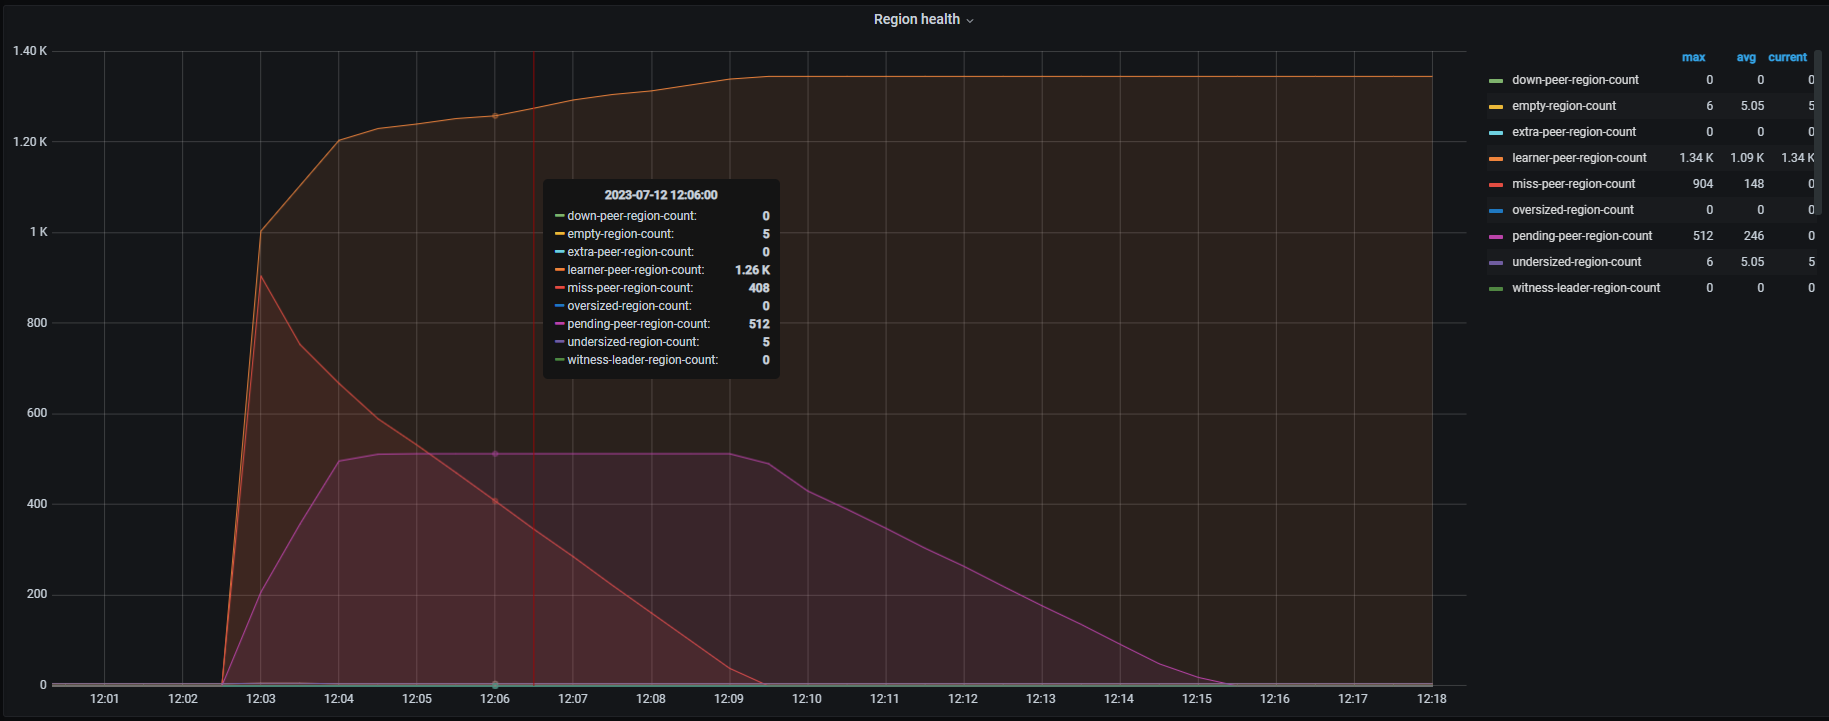 Region health
1.40 K
1.20 K
1 K
800
600
400
200
0
12:01 12:02 12:03 12:04 12:05 12:06 12:07 12:08 12:09 12:10 12:11 12:12 12:13 12:14 12:15 12:16 12:17 12:18
2023-07-12 12:06:00
down-peer-region-count: 0
empty-region-count: 5
extra-peer-region-count: 0
learner-peer-region-count: 1.26 K
miss-peer-region-count: 408
oversized-region-count: 0
pending-peer-region-count: 512
undersized-region-count: 5
witness-leader-region-count: 0
max avg current
down-peer-region-count 0 0 0
empty-region-count 6 5.05 5
extra-peer-region-count 0 0 0
learner-peer-region-count 1.34 K 1.09 K 1.34 K
miss-peer-region-count 904 148 0
oversized-region-count 0 0 0
pending-peer-region-count 512 246 0
undersized-region-count 6 5.05 5
witness-leader-region-count 0 0 0